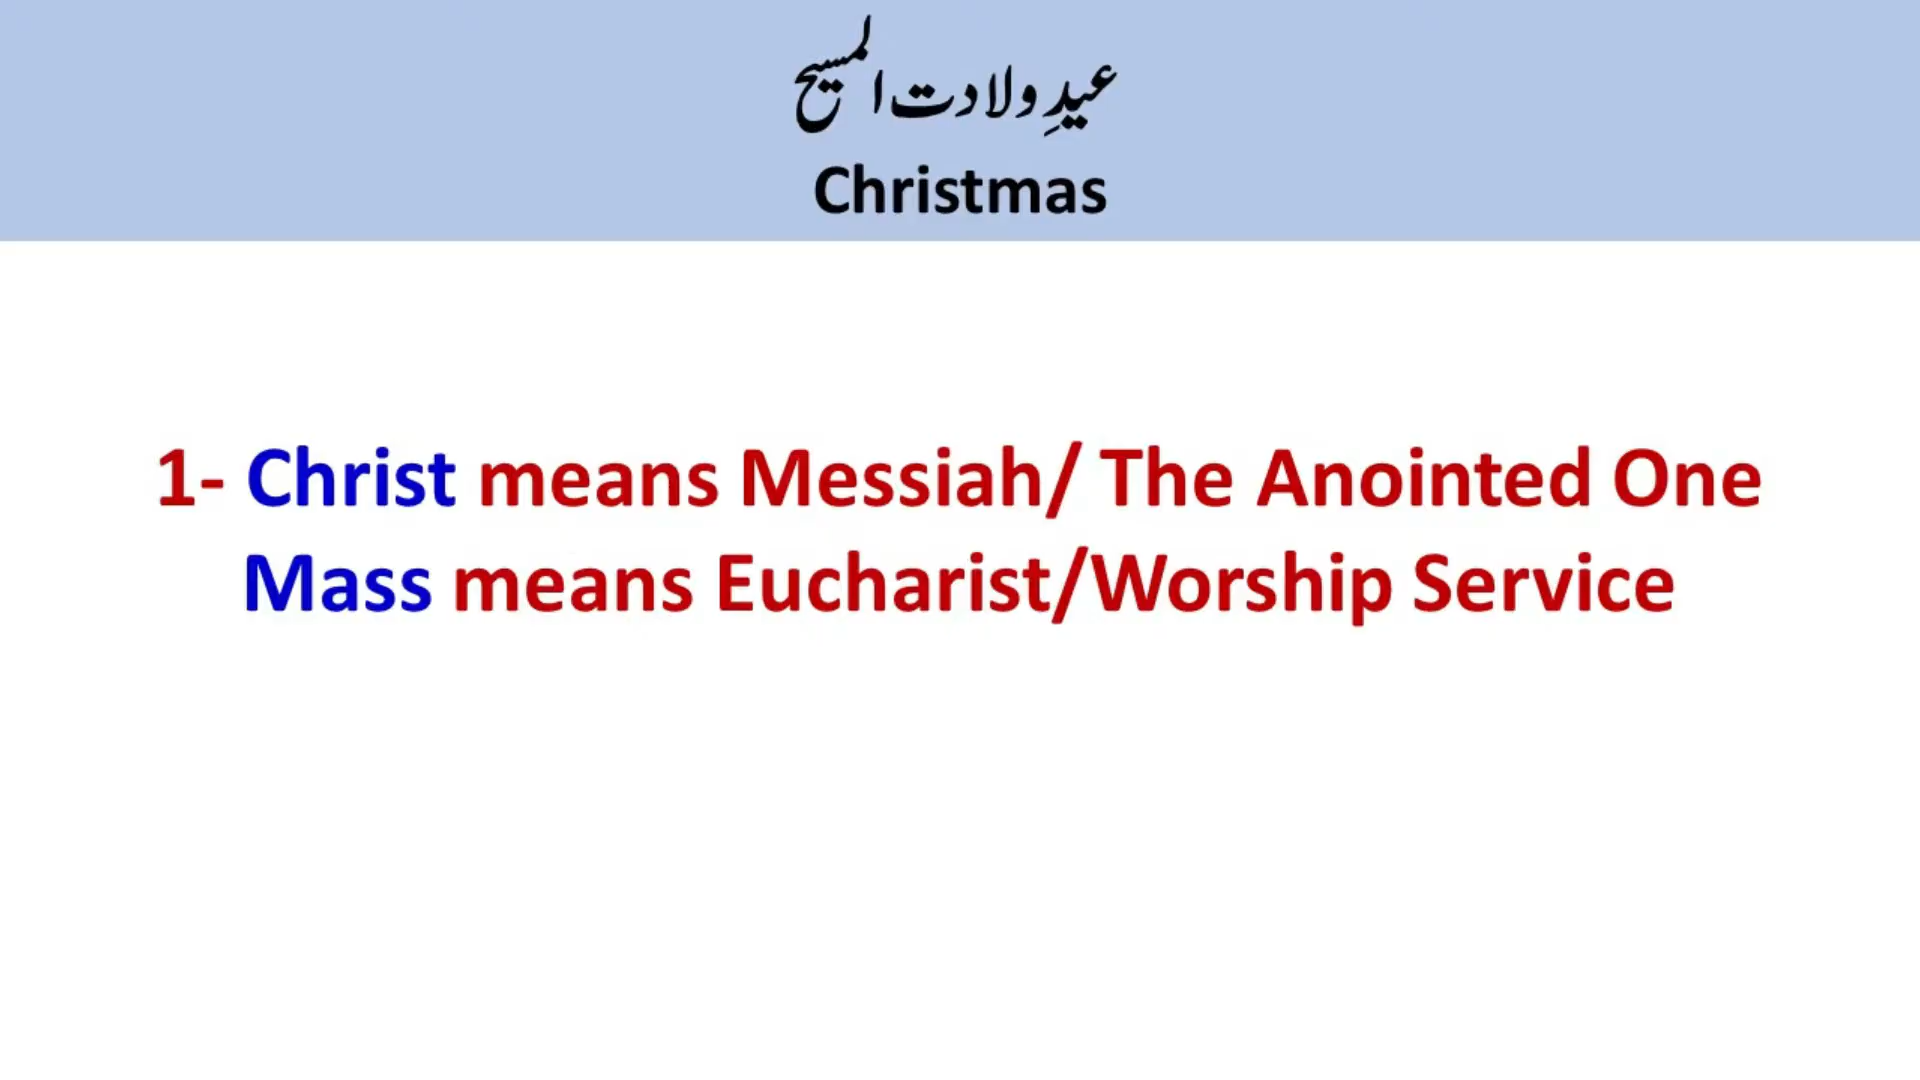 عیدِ ولادت المسیح
Christmas
1- Christ means Messiah/ The Anointed One
Mass means Eucharist/Worship Service